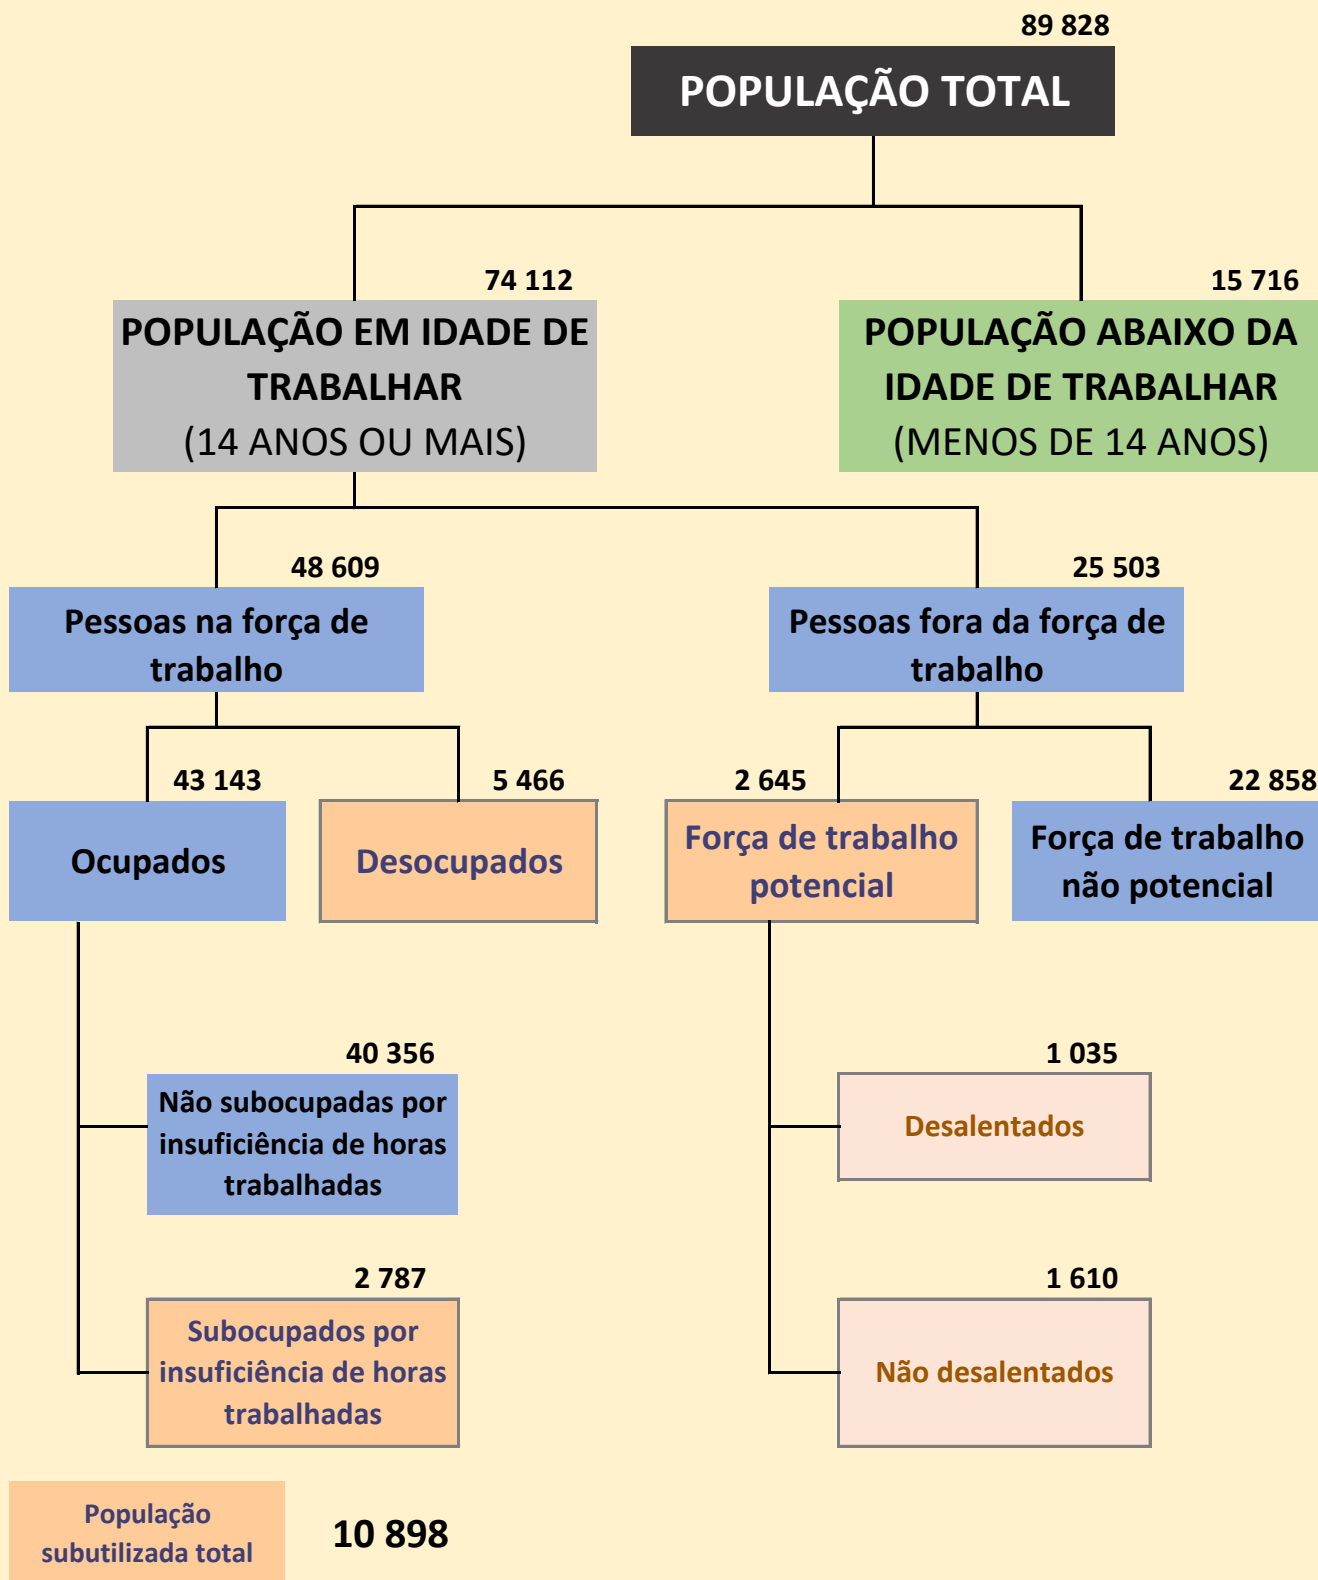 89 828
POPULAÇÃO TOTAL
74 112
POPULAÇÃO EM IDADE DE
TRABALHAR
(14 ANOS OU MAIS)
15 716
POPULAÇÃO ABAIXO DA
IDADE DE TRABALHAR
(MENOS DE 14 ANOS)
48 609
Pessoas na força de
trabalho
25 503
Pessoas fora da força de
trabalho
43 143
Ocupados
5 466
Desocupados
2 645
Força de trabalho
potencial
22 858
Força de trabalho
não potencial
40 356
Não subocupadas por
insuficiência de horas
trabalhadas
1 035
Desalentados
2 787
Subocupados por
insuficiência de horas
trabalhadas
1 610
Não desalentados
População
subutilizada total
10 898